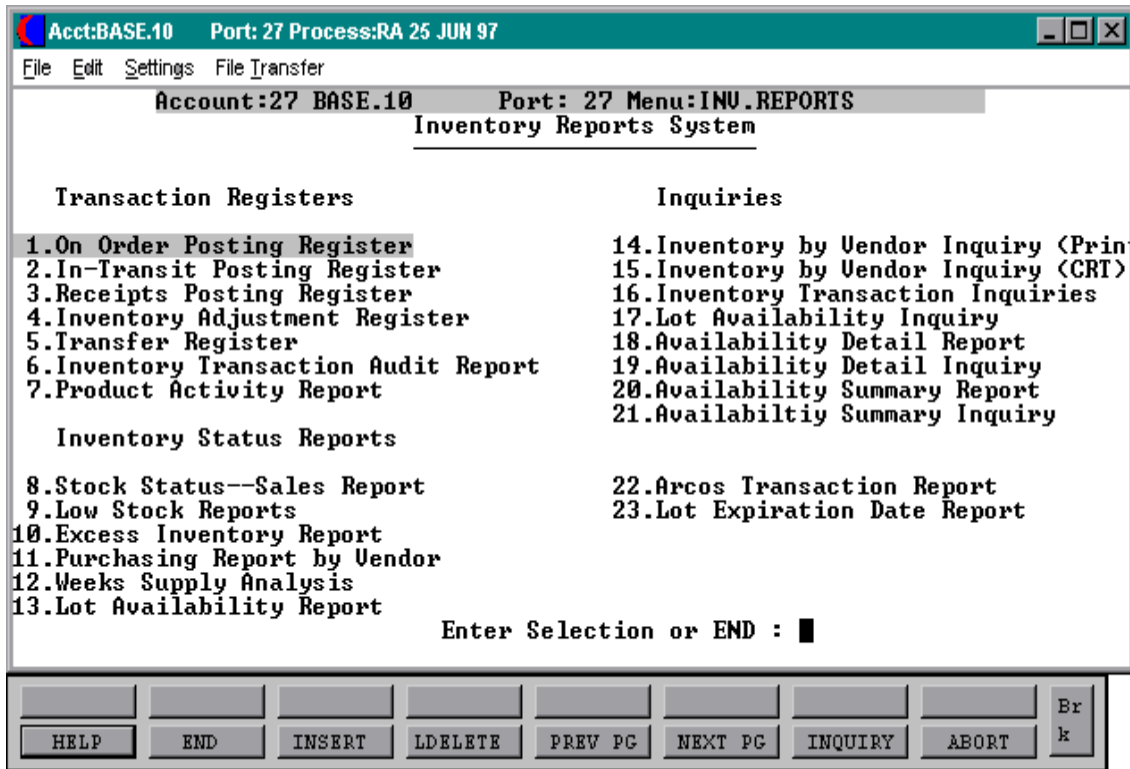 Acct:BASE.10 Port: 27 Process:RA 25 JUN 97
File Edit Settings File Transfer
Account:27 BASE.10 Port: 27 Menu:INV.REPORTS
Inventory Reports System
Transaction Registers
1.On Order Posting Register
2.In-Transit Posting Register
3.Receipts Posting Register
4.Inventory Adjustment Register
5.Transfer Register
6.Inventory Transaction Audit Report
7.Product Activity Report
Inventory Status Reports
8.Stock Status--Sales Report
9.Low Stock Reports
10.Excess Inventory Report
11.Purchasing Report by Vendor
12.Weeks Supply Analysis
13.Lot Availability Report
Inquiries
14.Inventory by Vendor Inquiry (Prin
15.Inventory by Vendor Inquiry (CRT)
16.Inventory Transaction Inquiries
17.Lot Availability Inquiry
18.Availability Detail Report
19.Availability Detail Inquiry
20.Availability Summary Report
21.Availabiltiy Summary Inquiry
22.Arcos Transaction Report
23.Lot Expiration Date Report
Enter Selection or END :
HELP END INSERT LDELETE PREV PG NEXT PG INQUIRY ABORT
Br
k